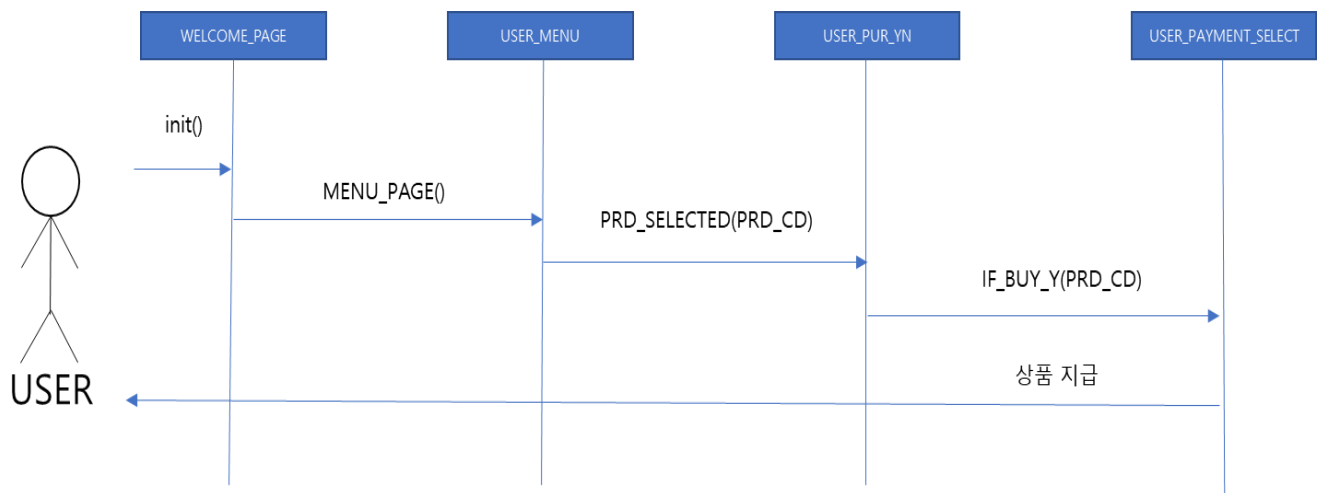 WELCOME_PAGE
USER_MENU
USER_PUR_YN
USER_PAYMENT_SELECT
init()
MENU_PAGE()
PRD_SELECTED(PRD_CD)
IF_BUY_Y(PRD_CD)
상품 지급
USER